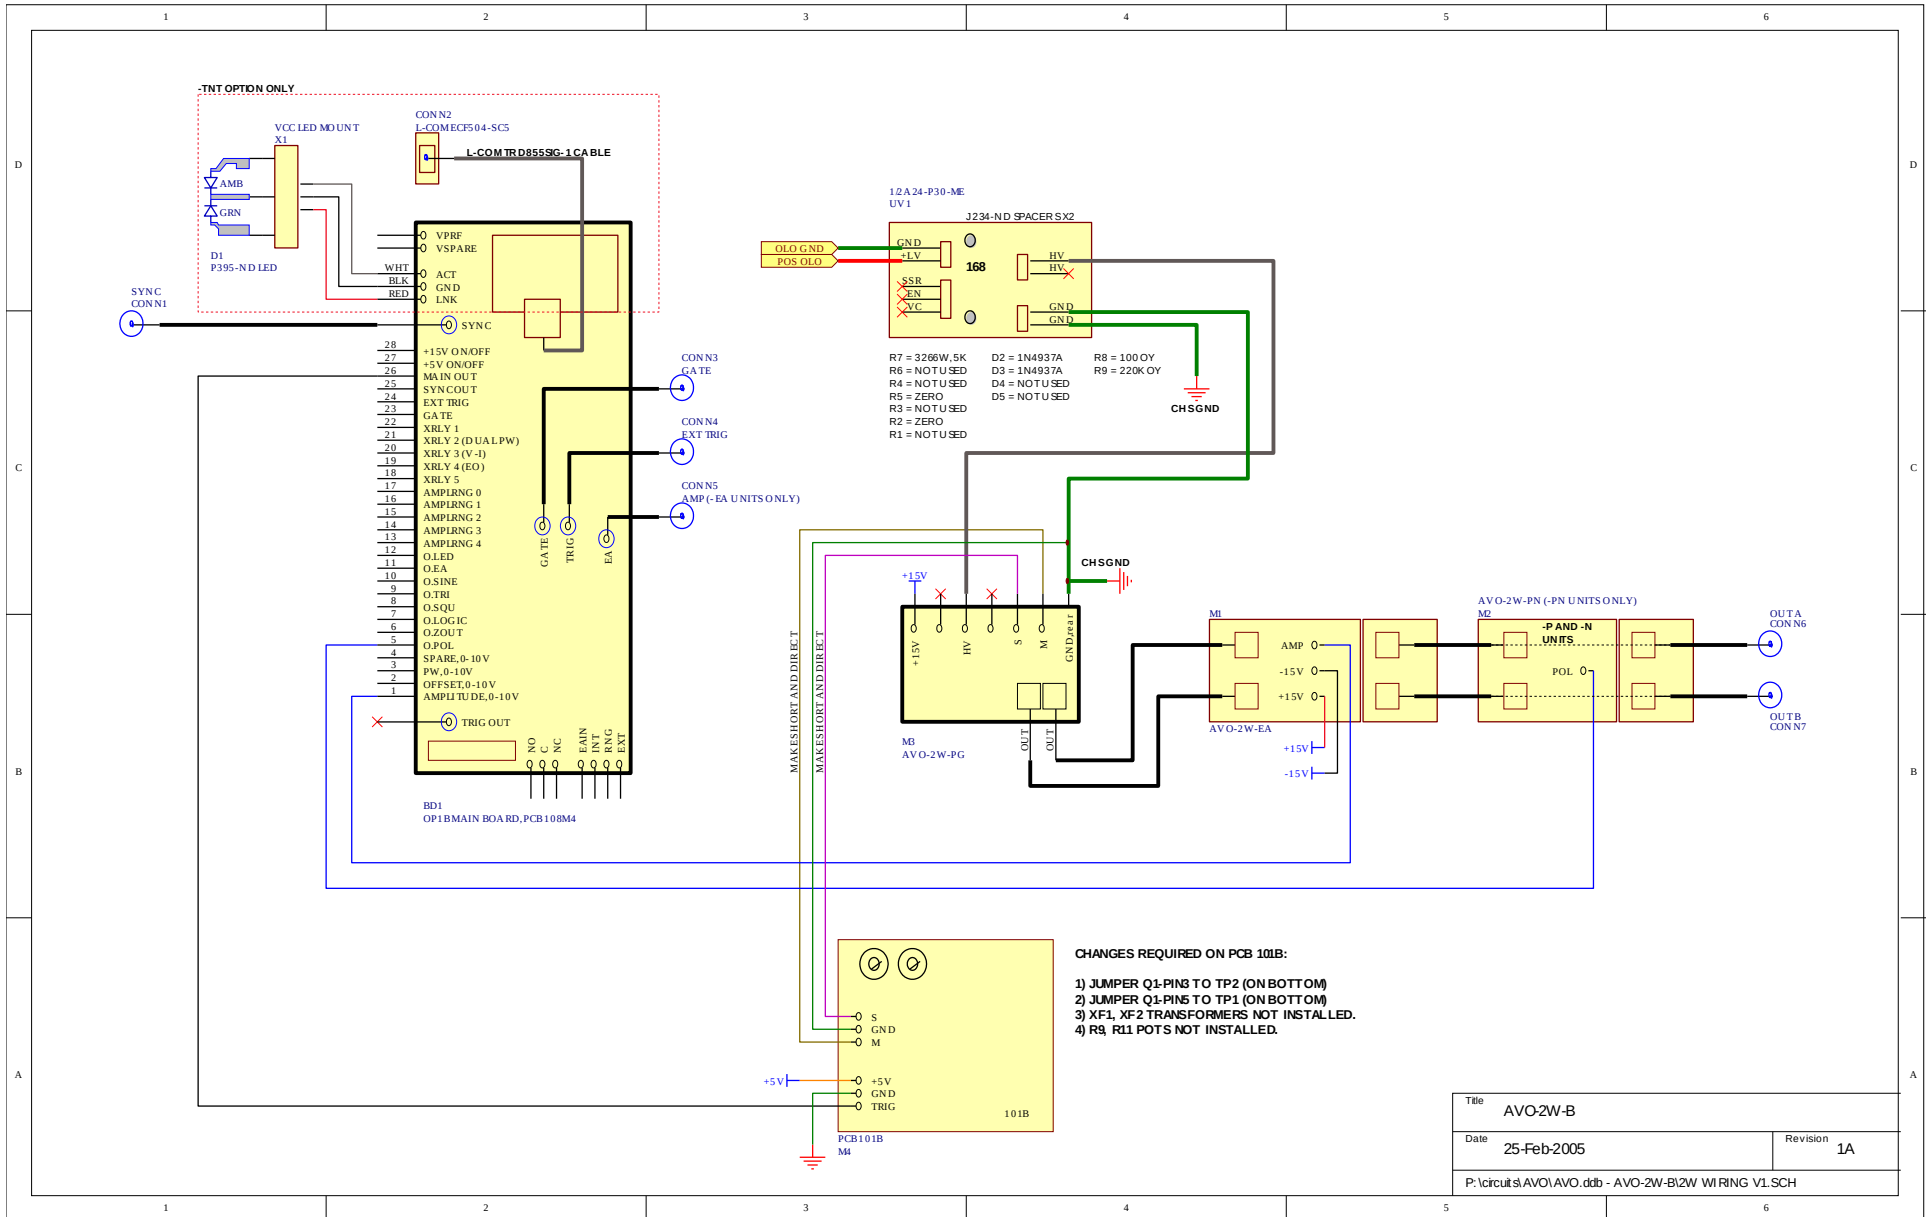 1 2 3 4 5 6
-TNT OPTION ONLY
VCC LED MOUNT
X1
AMB
GRN
D1
P395-ND LED
CONN2
L-COM ECF504-SC5
L-COM TRD855SIG-1 CABLE
SYNC
CONN1
WHT
BLK
RED
VPRF
VSPARE
ACT
GND
LNK
SYNC
28 +15V ON/OFF
27 +5V ON/OFF
26 MAIN OUT
25 SYNC OUT
24 EXT TRIG
23 GATE
22 XRLY 1
21 XRLY 2 (DUAL PW)
20 XRLY 3 (V-I)
19 XRLY 4 (EO)
18 XRLY 5
17 AMPLRNG 0
16 AMPLRNG 1
15 AMPLRNG 2
14 AMPLRNG 3
13 AMPLRNG 4
12 O.LED
11 O.EA
10 O.SINE
9 O.TRI
8 O.SQU
7 O.LOGIC
6 O.ZOUT
5 O.POL
4 SPARE, 0-10V
3 PW, 0-10V
2 OFFSET, 0-10V
1 AMPLITUDE, 0-10V
TRIG OUT
GATE
TRIG
EA
NO
C
NC
EAIN
INT
RNG
EXT
BD1
OP1B MAIN BOARD, PCB108M4
CONN3
GATE
CONN4
EXT TRIG
CONN5
AMP (-EA UNITS ONLY)
1/2A24-P30-ME
UV1
J234-ND SPACERS X2
OLO GND
POS OLO
GND
+LV
168
SSR
EN
VC
HV
HV
GND
GND
R7 = 3266W, 5K
R6 = NOT USED
R4 = NOT USED
R5 = ZERO
R3 = NOT USED
R2 = ZERO
R1 = NOT USED
D2 = 1N4937A
D3 = 1N4937A
D4 = NOT USED
D5 = NOT USED
R8 = 100 OY
R9 = 220K OY
CHSGND
CHSGND
+15V
+15V
HV
S
M
GND,rear
OUT
OUT
M3
AVO-2W-PG
MAKE SHORT AND DIRECT
MAKE SHORT AND DIRECT
M1
AMP
-15V
+15V
AVO-2W-EA
+15V
-15V
AVO-2W-PN (-PN UNITS ONLY)
M2
-P AND -N
UNITS
POL
OUT A
CONN6
OUT B
CONN7
S
GND
M
+5V
+5V
GND
TRIG
101B
PCB101B
M4
CHANGES REQUIRED ON PCB 101B:
1) JUMPER Q1-PIN3 TO TP2 (ON BOTTOM)
2) JUMPER Q1-PIN5 TO TP1 (ON BOTTOM)
3) XF1, XF2 TRANSFORMERS NOT INSTALLED.
4) R9, R11 POTS NOT INSTALLED.
Title
AVO-2W-B
Date
25-Feb-2005
Revision
1A
P:\circuits\AVO\AVO.ddb - AVO-2W-B\2W WIRING V1.SCH
D D
C C
B B
A A
1 2 3 4 5 6